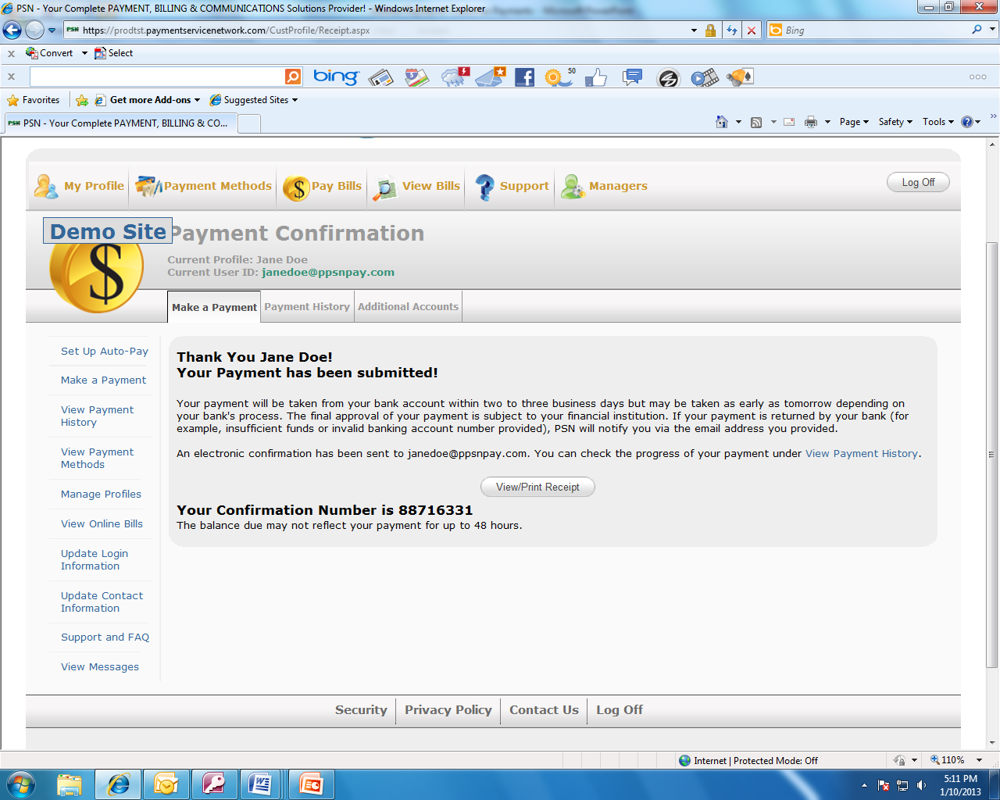 PSN - Your Complete PAYMENT, BILLING & COMMUNICATIONS Solutions Provider! - Windows Internet Explorer
PSN https://prodtst.paymentservicenetwork.com/CustProfile/Receipt.aspx
Bing
x Convert Select
x bing 50
Favorites Get more Add-ons Suggested Sites
PSN PSN - Your Complete PAYMENT, BILLING & CO...
Page Safety Tools
My Profile Payment Methods Pay Bills View Bills Support Managers
Log Off
Demo Site
Payment Confirmation
Current Profile: Jane Doe
Current User ID: janedoe@ppsnpay.com
Make a Payment Payment History Additional Accounts
Set Up Auto-Pay
Make a Payment
View Payment
History
View Payment
Methods
Manage Profiles
View Online Bills
Update Login
Information
Update Contact
Information
Support and FAQ
View Messages
Thank You Jane Doe!
Your Payment has been submitted!
Your payment will be taken from your bank account within two to three business days but may be taken as early as tomorrow depending on
your bank's process. The final approval of your payment is subject to your financial institution. If your payment is returned by your bank (for
example, insufficient funds or invalid banking account number provided), PSN will notify you via the email address you provided.
An electronic confirmation has been sent to janedoe@ppsnpay.com. You can check the progress of your payment under View Payment History.
View/Print Receipt
Your Confirmation Number is 88716331
The balance due may not reflect your payment for up to 48 hours.
Security Privacy Policy Contact Us Log Off
Internet | Protected Mode: Off
110%
5:11 PM
1/10/2013